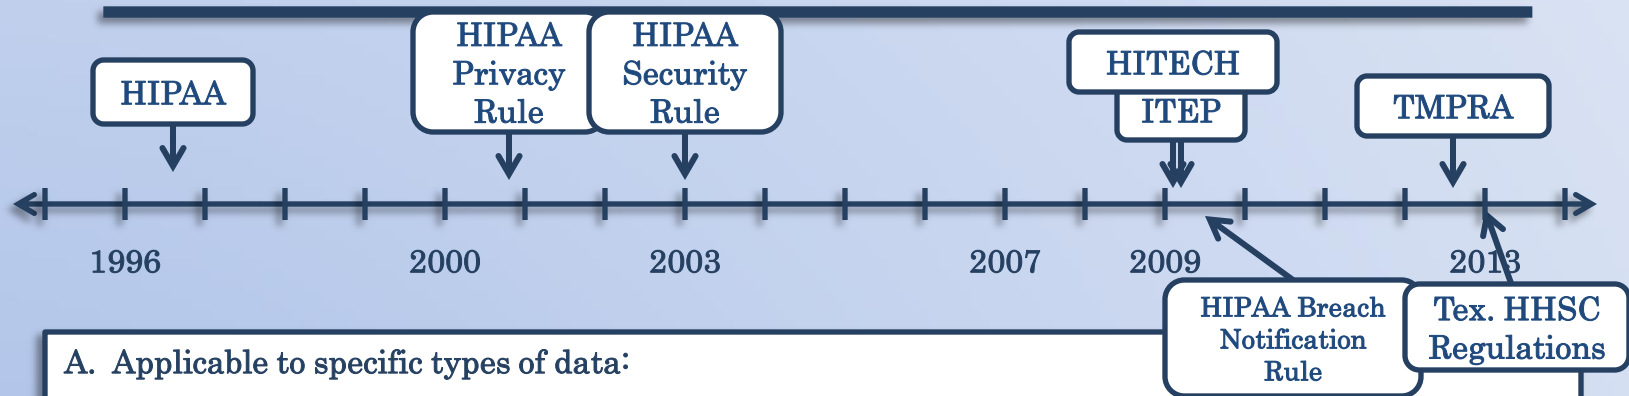 HIPAA
HIPAA
Privacy
Rule
HIPAA
Security
Rule
HITECH
ITEP
TMPRA
1996
2000
2003
2007
2009
2013
HIPAA Breach
Notification
Rule
Tex. HHSC
Regulations
A. Applicable to specific types of data: